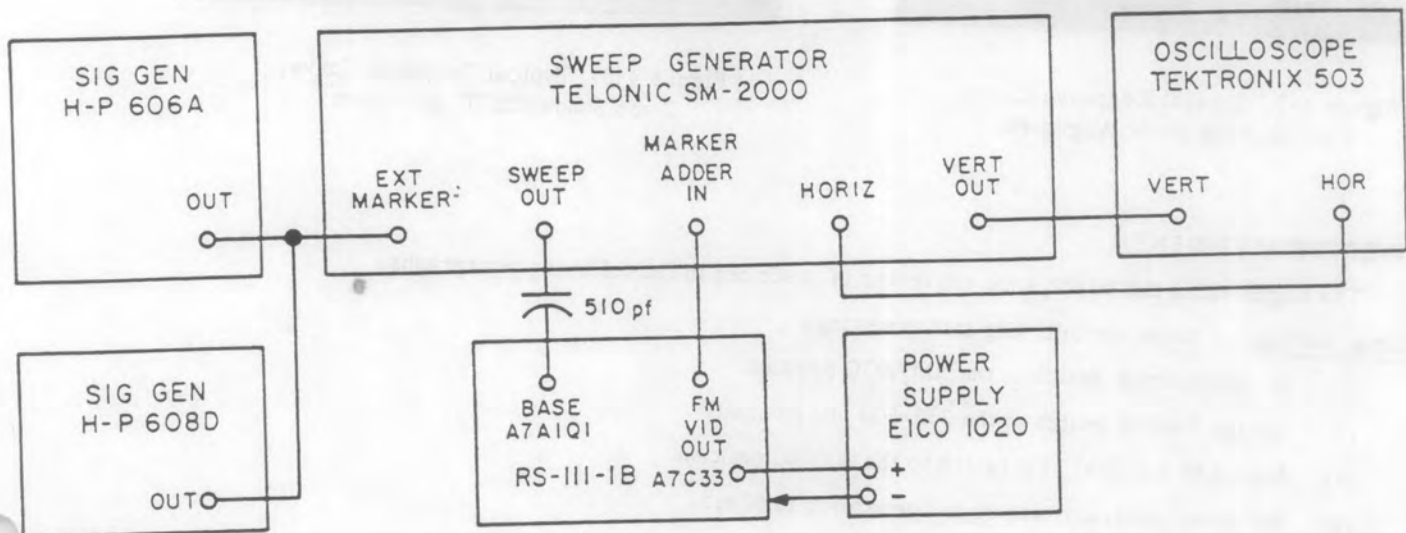 SIG GEN
H-P 606A
OUT
SWEEP GENERATOR
TELONIC SM-2000
EXT
MARKER
SWEEP
OUT
MARKER
ADDER
IN
HORIZ
VERT
OUT
OSCILLOSCOPE
TEKTRONIX 503
VERT
HOR
510 pf
SIG GEN
H-P 608D
OUT
BASE
A7A1Q1
FM
VID
OUT
RS-111-1B
A7C33
POWER
SUPPLY
EICO 1020
+
-